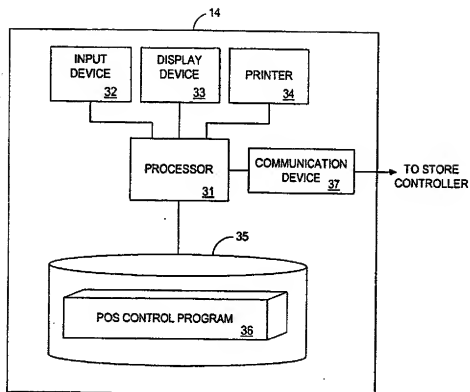 14
INPUT
DEVICE
32
DISPLAY
DEVICE
33
PRINTER
34
PROCESSOR
31
COMMUNICATION
DEVICE
37
TO STORE
CONTROLLER
35
POS CONTROL PROGRAM
36